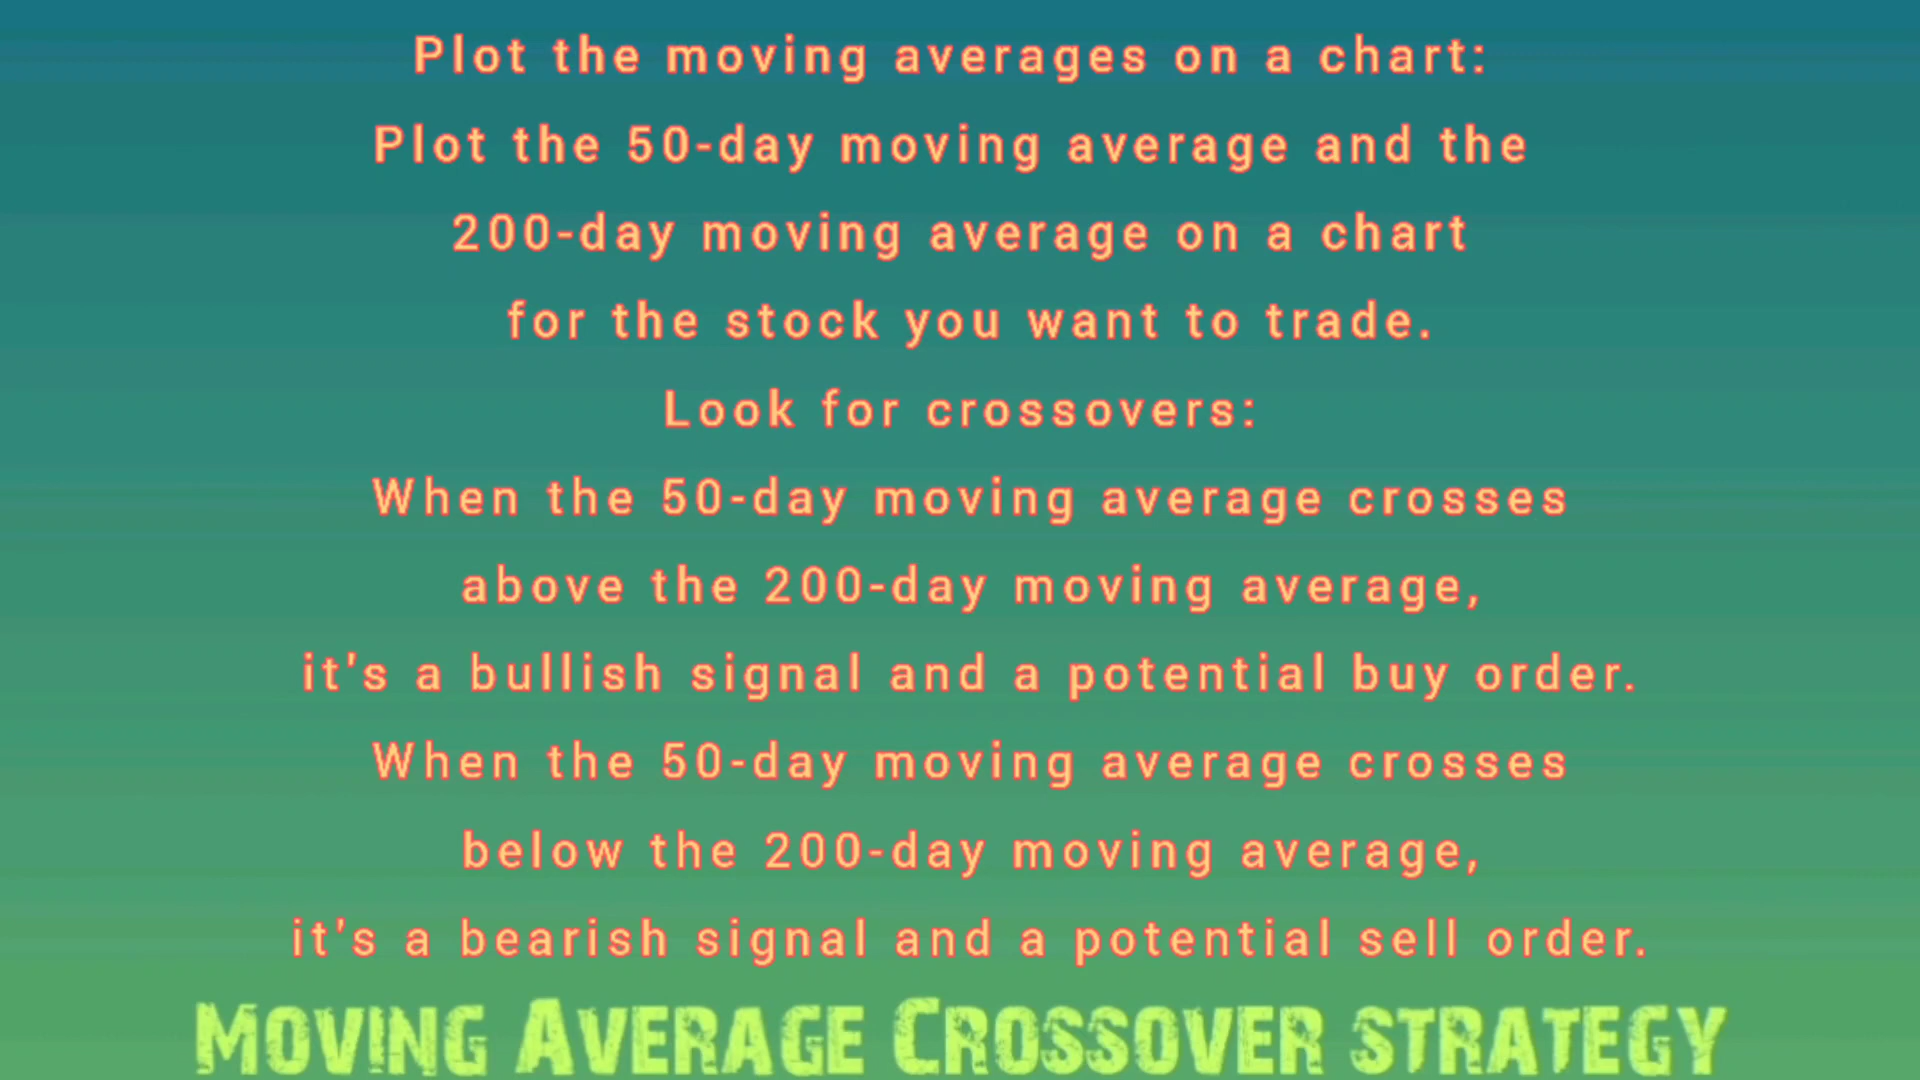 Plot the moving averages on a chart:
Plot the 50-day moving average and the
200-day moving average on a chart
for the stock you want to trade.
Look for crossovers:
When the 50-day moving average crosses
above the 200-day moving average,
it's a bullish signal and a potential buy order.
When the 50-day moving average crosses
below the 200-day moving average,
it's a bearish signal and a potential sell order.
Moving Average Crossover strategy